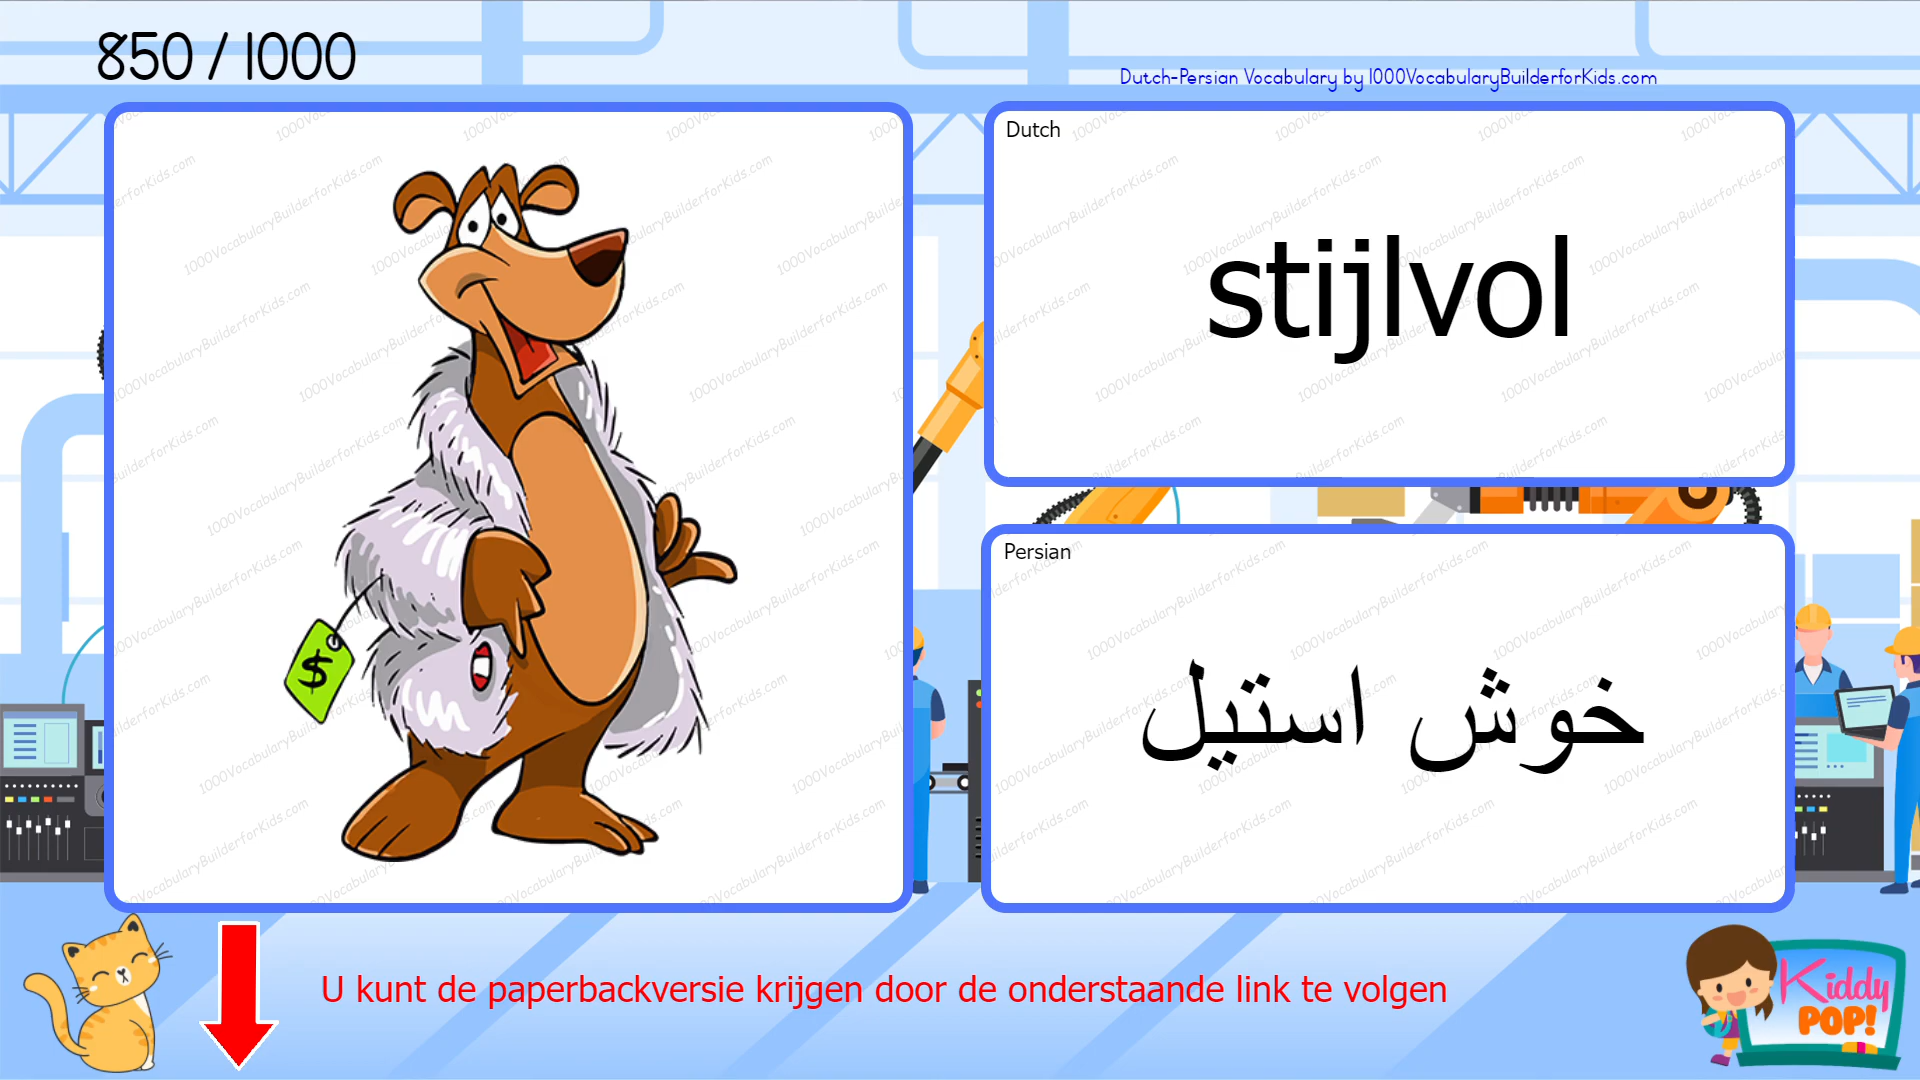 850 / 1000
Dutch-Persian Vocabulary by 1000VocabularyBuilderforKids.com
Dutch
stijlvol
Persian
خوش استیل
$
U kunt de paperbackversie krijgen door de onderstaande link te volgen
Kiddy
POP!